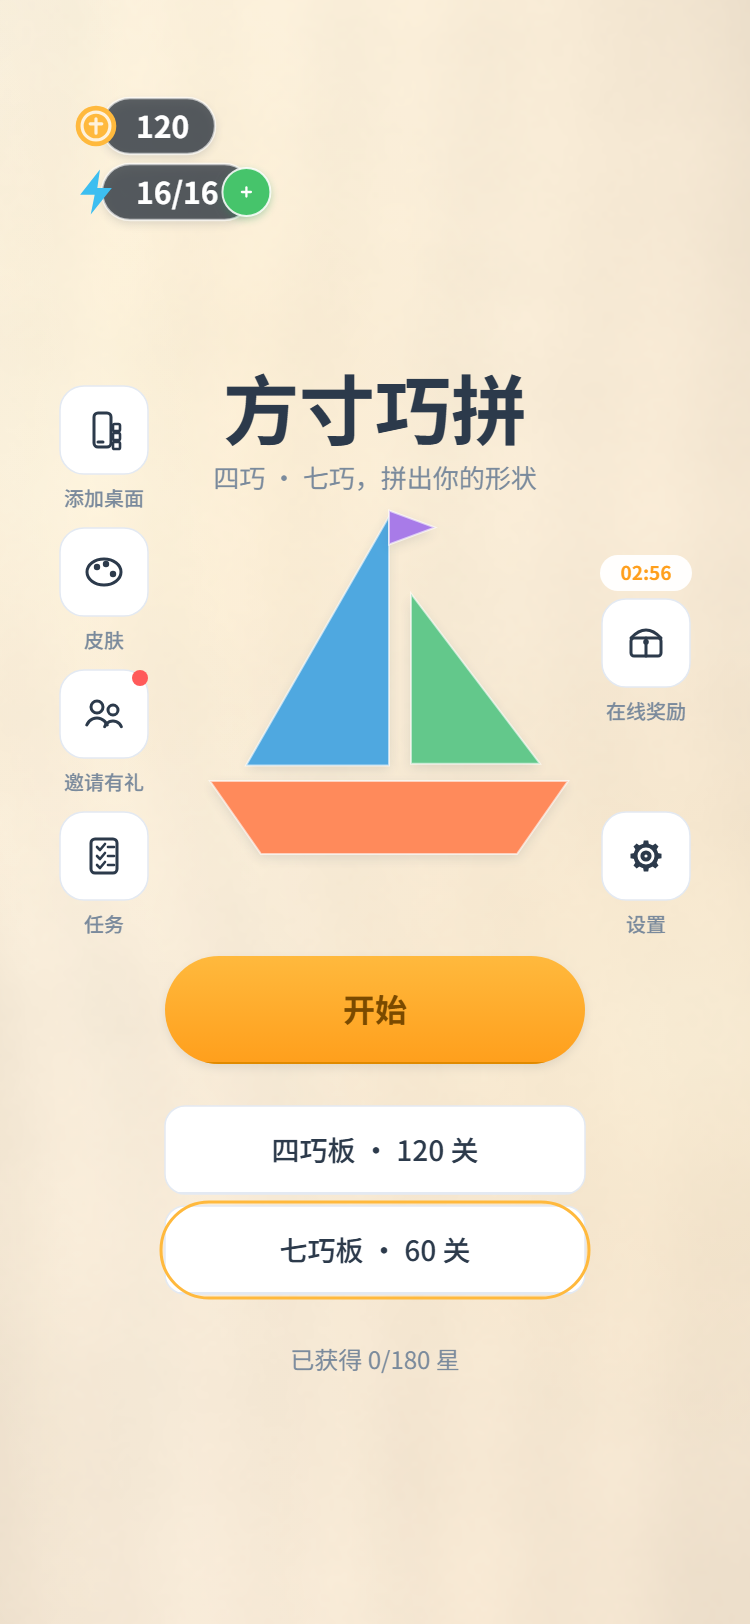 120
16/16
+
方寸巧拼
四巧 · 七巧，拼出你的形状
添加桌面
皮肤
02:56
在线奖励
邀请有礼
任务
设置
开始
四巧板 · 120 关
七巧板 · 60 关
已获得 0/180 星